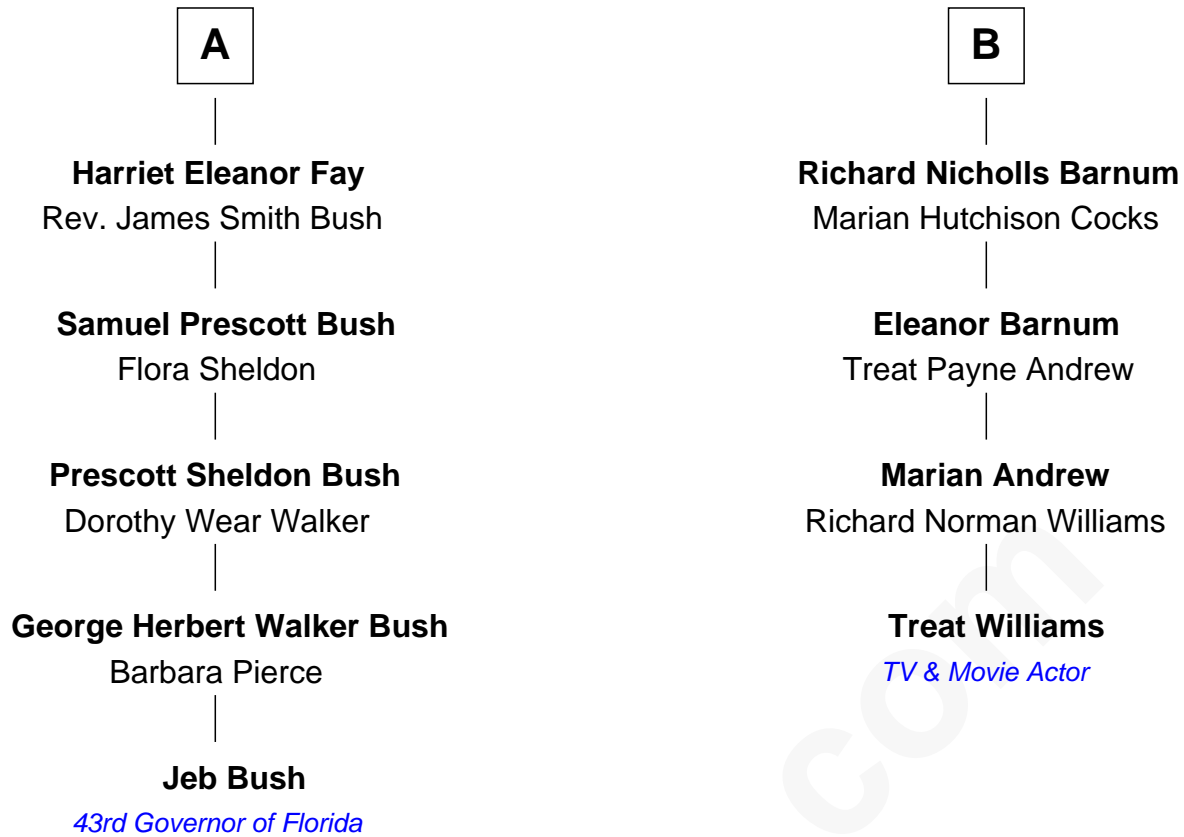 A
Harriet Eleanor Fay
Rev. James Smith Bush
Samuel Prescott Bush
Flora Sheldon
Prescott Sheldon Bush
Dorothy Wear Walker
George Herbert Walker Bush
Barbara Pierce
Jeb Bush
43rd Governor of Florida
B
Richard Nicholls Barnum
Marian Hutchison Cocks
Eleanor Barnum
Treat Payne Andrew
Marian Andrew
Richard Norman Williams
Treat Williams
TV & Movie Actor
com